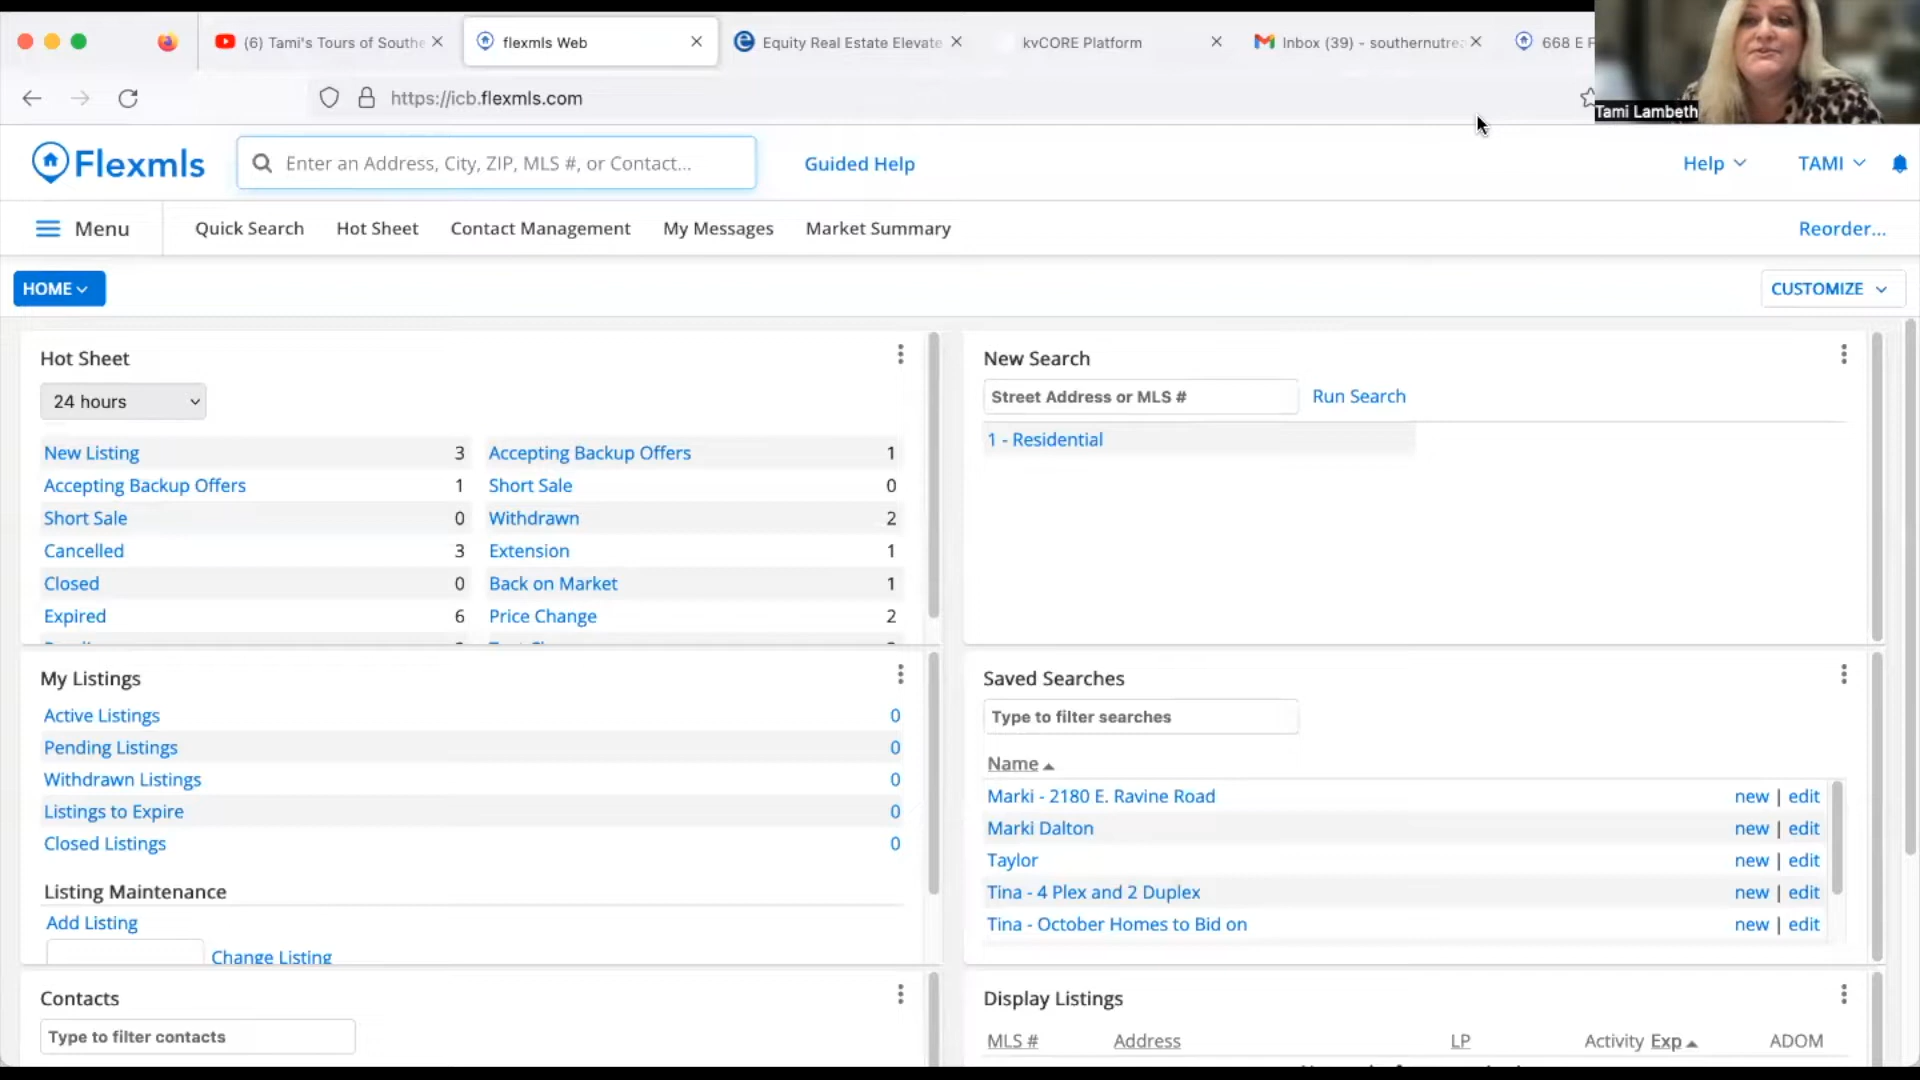 (6) Tami's Tours of Southe
flexmls Web
Equity Real Estate Elevate
kvCORE Platform
Inbox (39) - southernutre
668 E F
https://icb.flexmls.com
Tami Lambeth
Flexmls
Enter an Address, City, ZIP, MLS #, or Contact...
Guided Help
Help
TAMI
Menu
Quick Search
Hot Sheet
Contact Management
My Messages
Market Summary
Reorder...
HOME
CUSTOMIZE
Hot Sheet
24 hours
New Listing 3
Accepting Backup Offers 1
Accepting Backup Offers 1
Short Sale 0
Short Sale 0
Withdrawn 2
Cancelled 3
Extension 1
Closed 0
Back on Market 1
Expired 6
Price Change 2
New Search
Street Address or MLS #
Run Search
1 - Residential
My Listings
Active Listings 0
Pending Listings 0
Withdrawn Listings 0
Listings to Expire 0
Closed Listings 0
Listing Maintenance
Add Listing
Change Listing
Saved Searches
Type to filter searches
Name
Marki - 2180 E. Ravine Road new | edit
Marki Dalton new | edit
Taylor new | edit
Tina - 4 Plex and 2 Duplex new | edit
Tina - October Homes to Bid on new | edit
Contacts
Type to filter contacts
Display Listings
MLS # Address LP Activity Exp ADOM